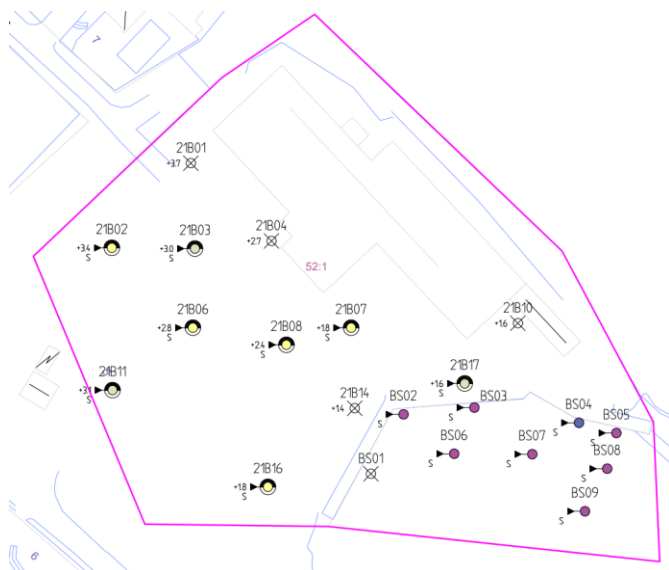 7
21B01
+3.7
21B02
+3.4
S
21B03
+3.0
S
21B04
+2.7
52:1
21B06
+2.8
S
21B07
+1.8
S
21B08
+2.4
S
21B10
+1.6
21B11
S
21B17
+1.6
S
21B14
+1.4
BS02
S
BS03
S
BS04
S
BS05
S
BS01
BS06
S
BS07
S
BS08
S
21B16
+1.8
S
BS09
S
6